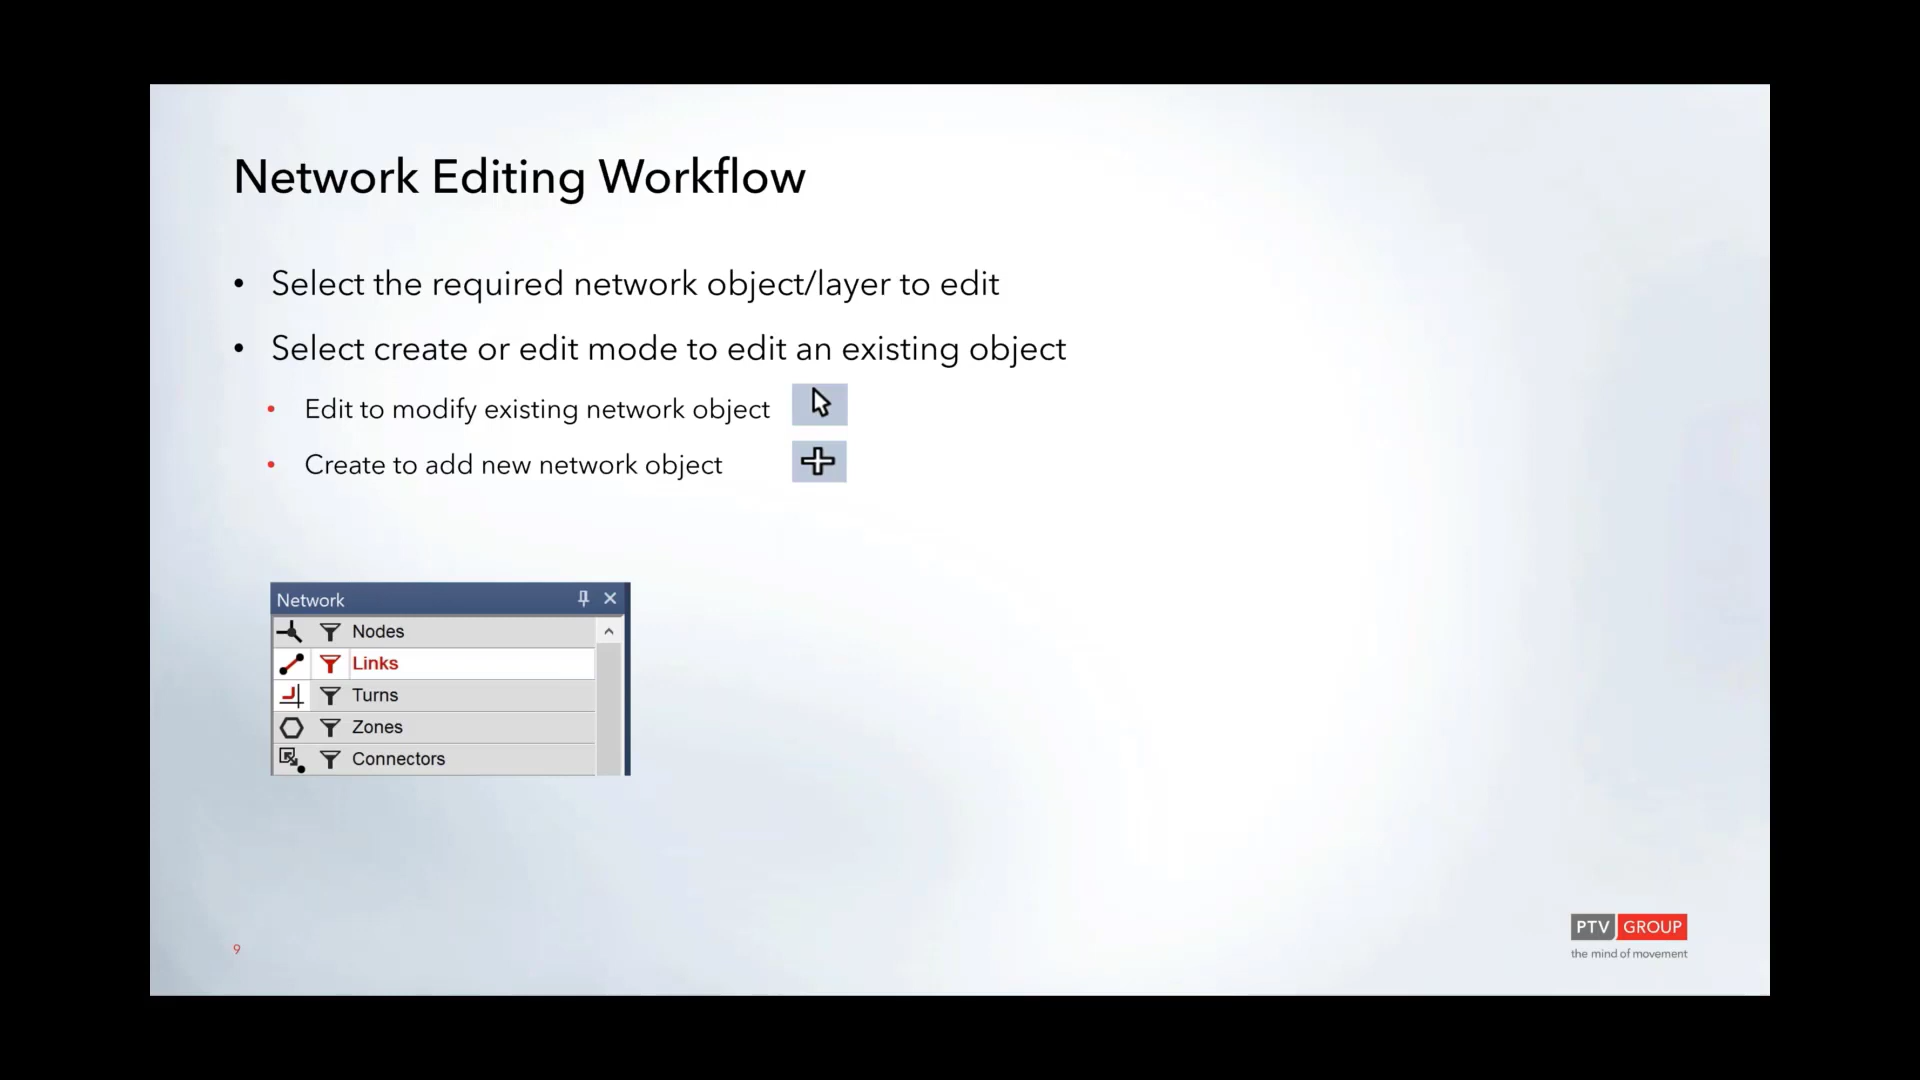 Network Editing Workflow
• Select the required network object/layer to edit
• Select create or edit mode to edit an existing object
• Edit to modify existing network object
• Create to add new network object
Network
Nodes
Links
Turns
Zones
Connectors
9
PTV GROUP
the mind of movement